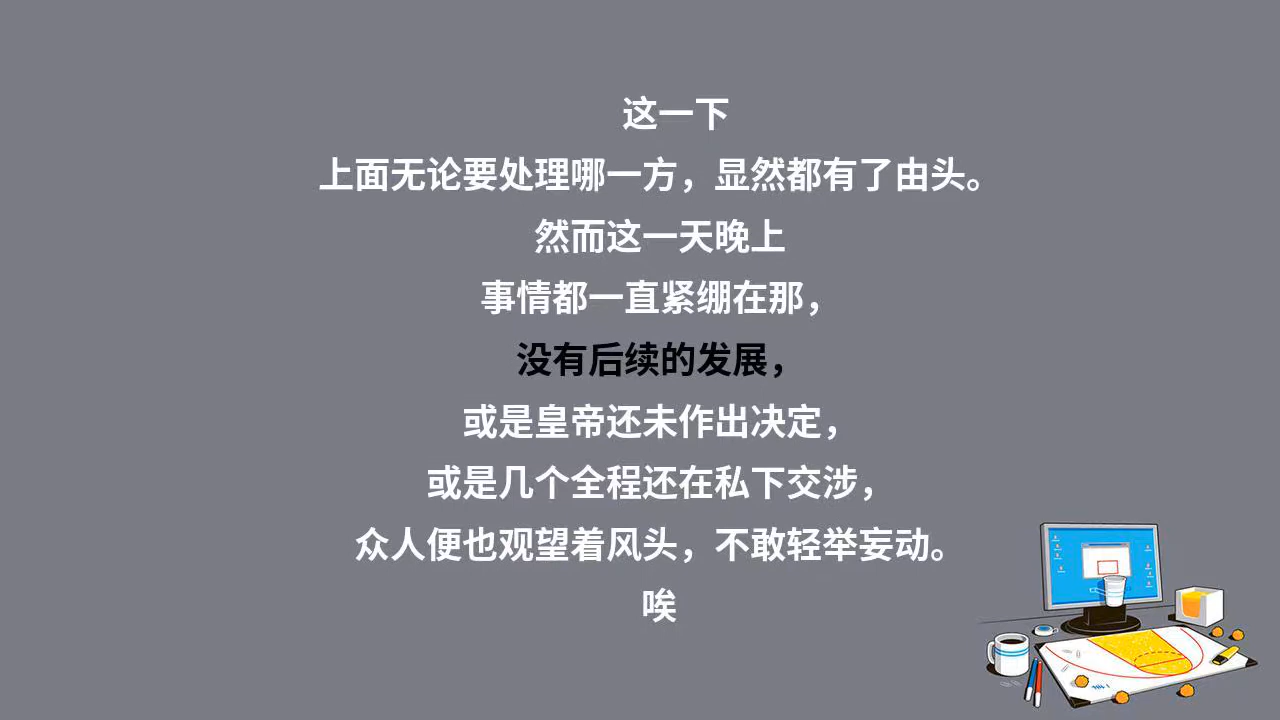 这一下
上面无论要处理哪一方，显然都有了由头。
然而这一天晚上
事情都一直紧绷在那，
没有后续的发展，
或是皇帝还未作出决定，
或是几个全程还在私下交涉，
众人便也观望着风头，不敢轻举妄动。
唉